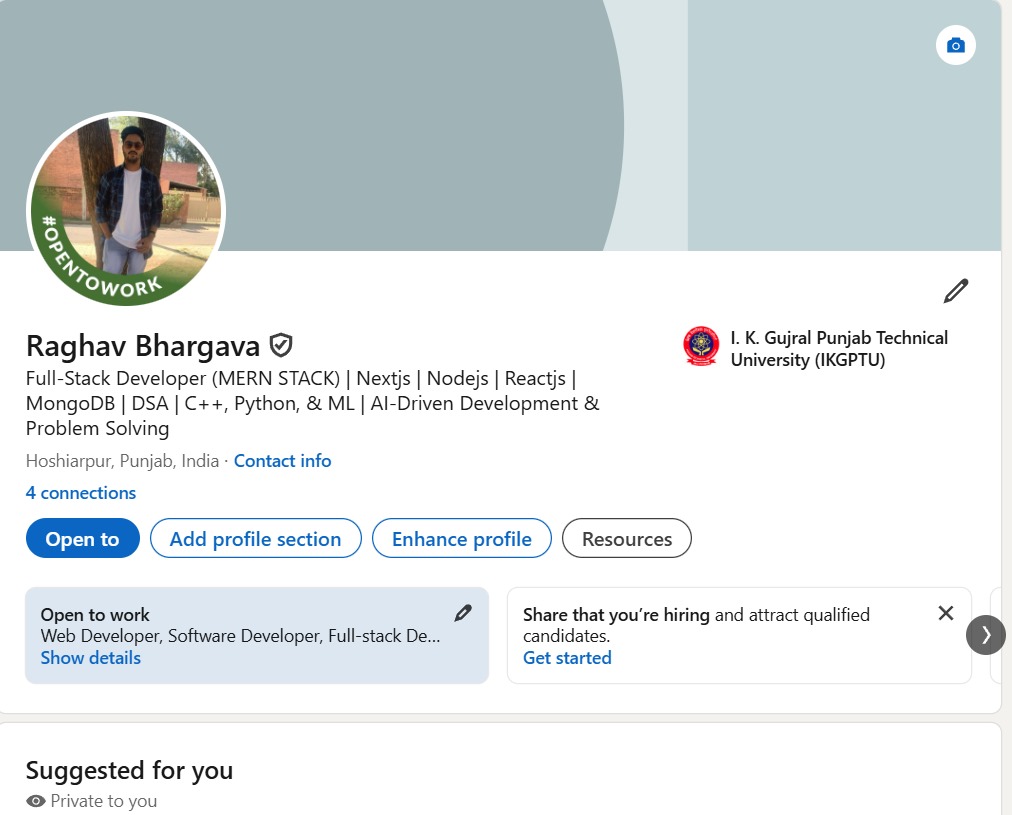 #OPENTOWORK
Raghav Bhargava
I. K. Gujral Punjab Technical
University (IKGPTU)
Full-Stack Developer (MERN STACK) | Nextjs | Nodejs | Reactjs |
MongoDB | DSA | C++, Python, & ML | AI-Driven Development &
Problem Solving
Hoshiarpur, Punjab, India · Contact info
4 connections
Open to
Add profile section
Enhance profile
Resources
Open to work
Web Developer, Software Developer, Full-stack De...
Show details
Share that you’re hiring and attract qualified
candidates.
Get started
Suggested for you
Private to you